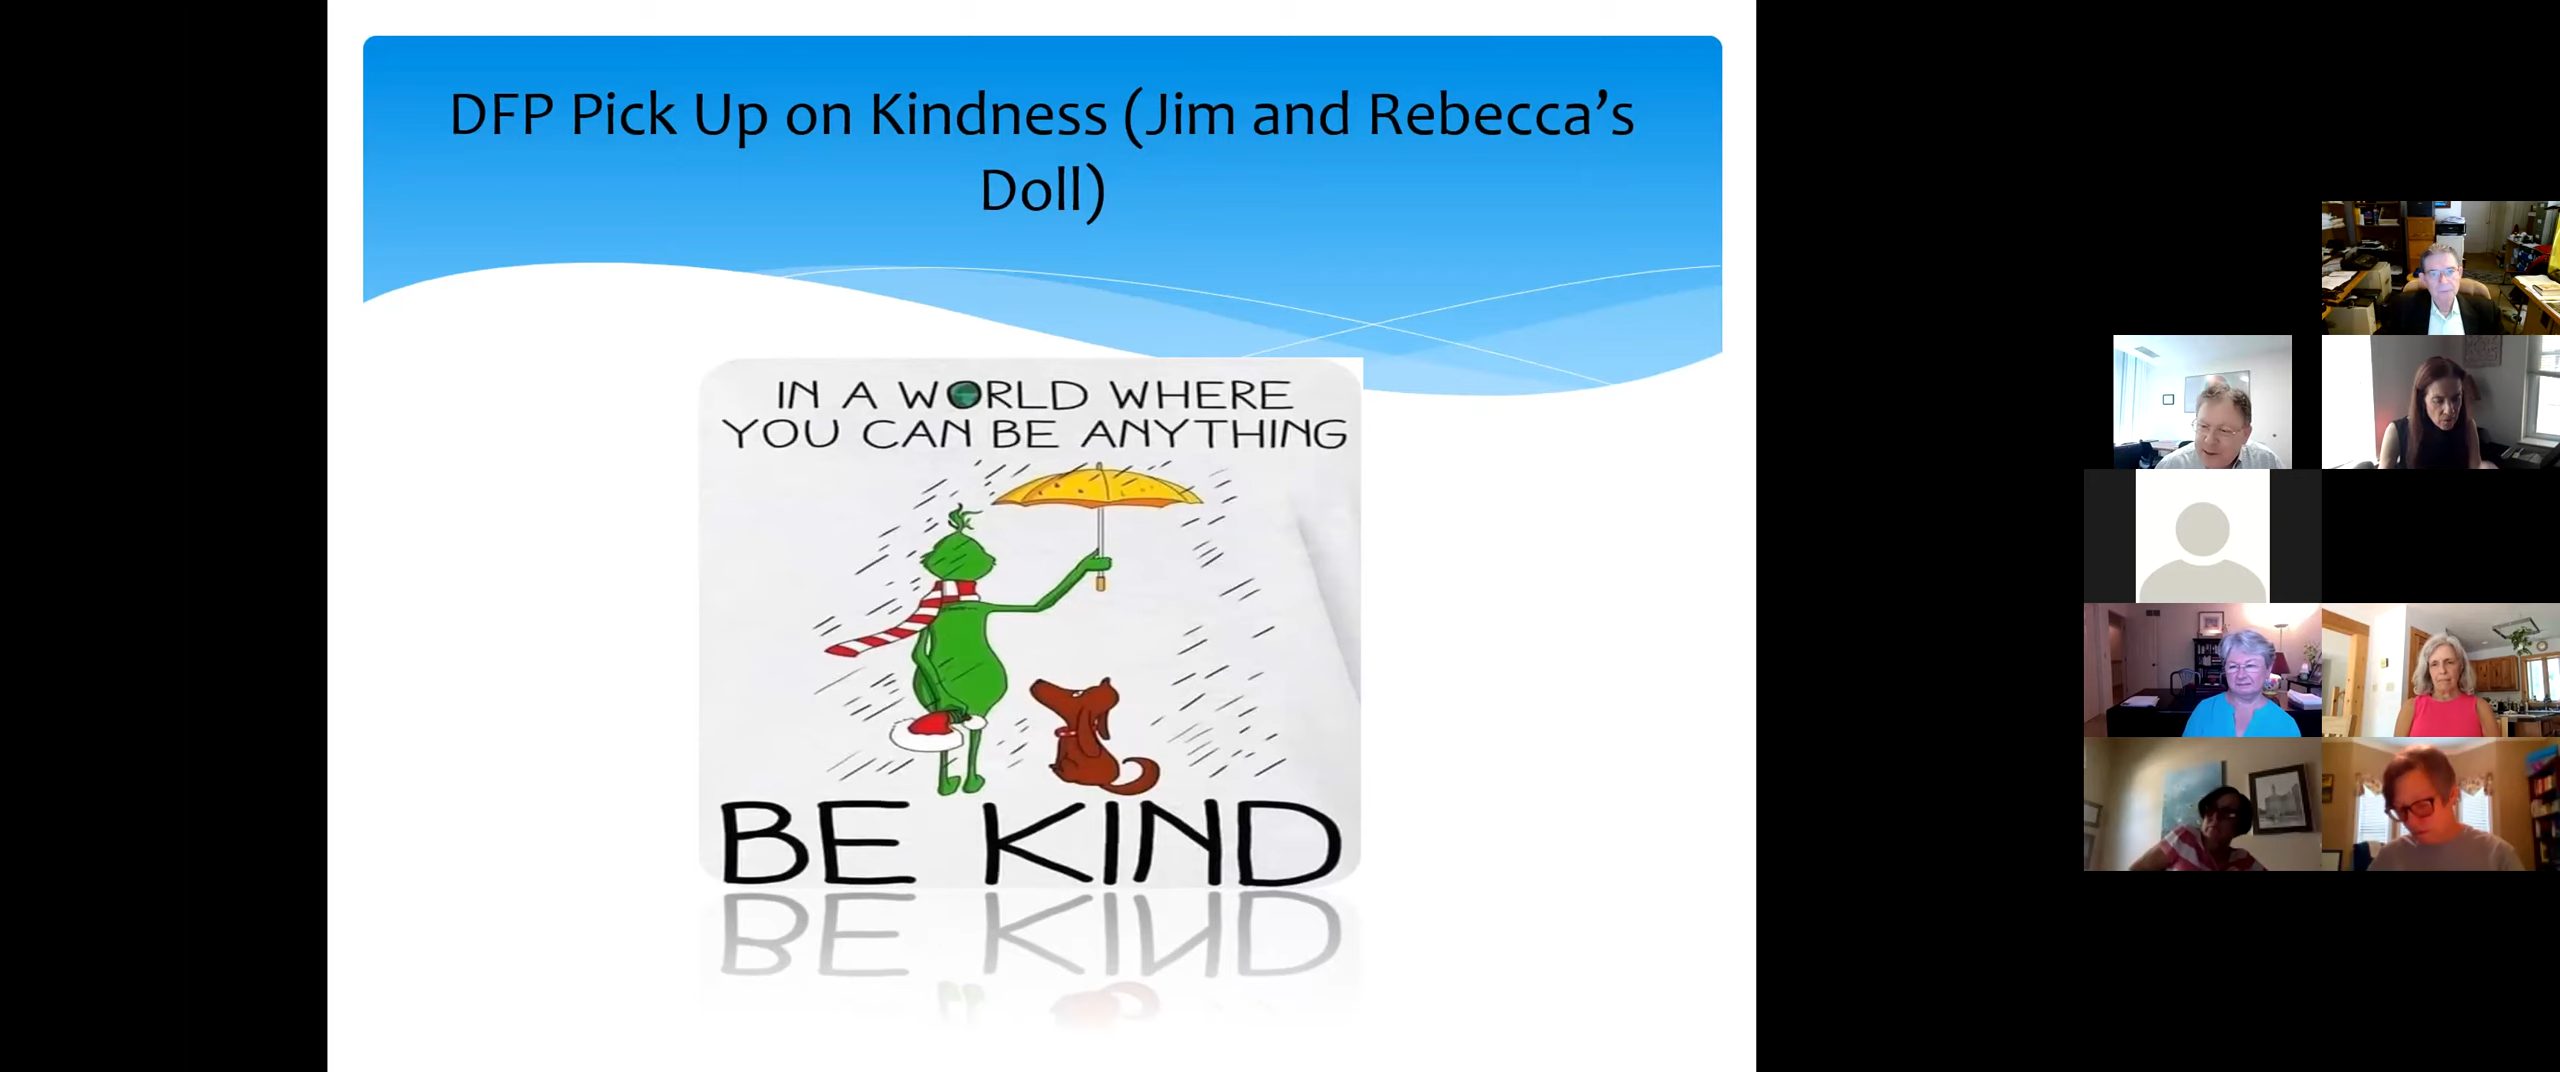 DFP Pick Up on Kindness (Jim and Rebecca’s
Doll)
IN A WORLD WHERE
YOU CAN BE ANYTHING
BE KIND